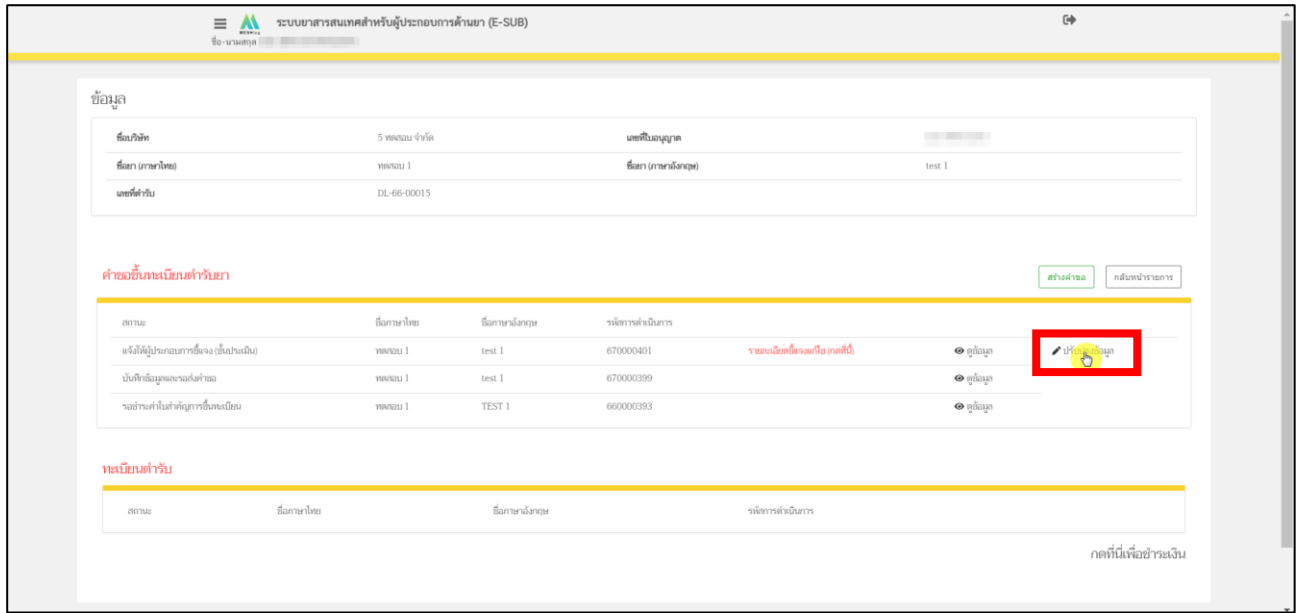 ระบบยาสารสนเทศสำหรับผู้ประกอบการด้านยา (E-SUB)
ชื่อ-นามสกุล
ข้อมูล
ชื่อบริษัท 5 ทดสอบ จำกัด เลขที่ใบอนุญาต
ชื่อยา (ภาษาไทย) ทดสอบ 1 ชื่อยา (ภาษาอังกฤษ) test 1
เลขที่ตำรับ DL-66-00015
คำขอขึ้นทะเบียนตำรับยา สร้างคำขอ กลับหน้ารายการ
สถานะ ชื่อภาษาไทย ชื่อภาษาอังกฤษ รหัสการดำเนินการ
แจ้งให้ผู้ประกอบการชี้แจง (ขั้นประเมิน) ทดสอบ 1 test 1 670000401 รายละเอียดชี้แจงแก้ไข (กดที่นี่) ดูข้อมูล ปรับปรุงข้อมูล
บันทึกข้อมูลและรอส่งคำขอ ทดสอบ 1 test 1 670000399 ดูข้อมูล
รอชำระค่าใบสำคัญการขึ้นทะเบียน ทดสอบ 1 TEST 1 660000393 ดูข้อมูล
ทะเบียนตำรับ
สถานะ ชื่อภาษาไทย ชื่อภาษาอังกฤษ รหัสการดำเนินการ
กดที่นี่เพื่อชำระเงิน